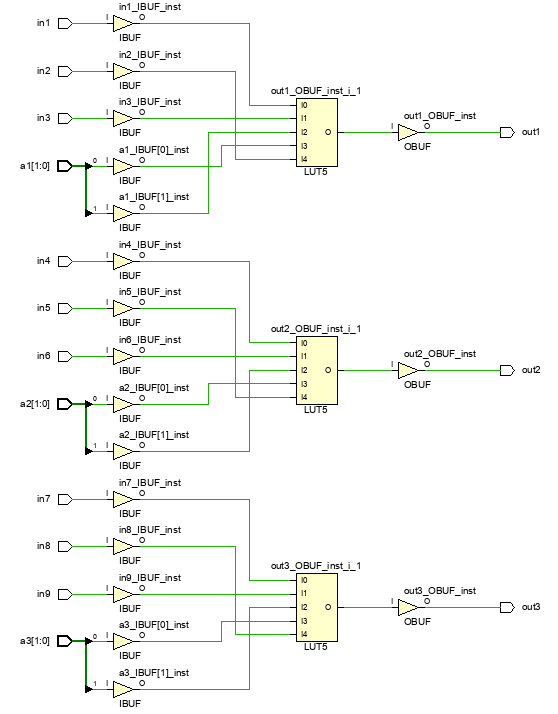 in1 I in1_IBUF_inst O
IBUF
in2 I in2_IBUF_inst O
IBUF
in3 I in3_IBUF_inst O
IBUF
a1[1:0] 0 I a1_IBUF[0]_inst O
IBUF
1 I a1_IBUF[1]_inst O
IBUF
out1_OBUF_inst_i_1
I0
I1
I2 O
I3
I4
LUT5
I out1_OBUF_inst O out1
OBUF
in4 I in4_IBUF_inst O
IBUF
in5 I in5_IBUF_inst O
IBUF
in6 I in6_IBUF_inst O
IBUF
a2[1:0] 0 I a2_IBUF[0]_inst O
IBUF
1 I a2_IBUF[1]_inst O
IBUF
out2_OBUF_inst_i_1
I0
I1
I2 O
I3
I4
LUT5
I out2_OBUF_inst O out2
OBUF
in7 I in7_IBUF_inst O
IBUF
in8 I in8_IBUF_inst O
IBUF
in9 I in9_IBUF_inst O
IBUF
a3[1:0] 0 I a3_IBUF[0]_inst O
IBUF
1 I a3_IBUF[1]_inst O
IBUF
out3_OBUF_inst_i_1
I0
I1
I2 O
I3
I4
LUT5
I out3_OBUF_inst O out3
OBUF